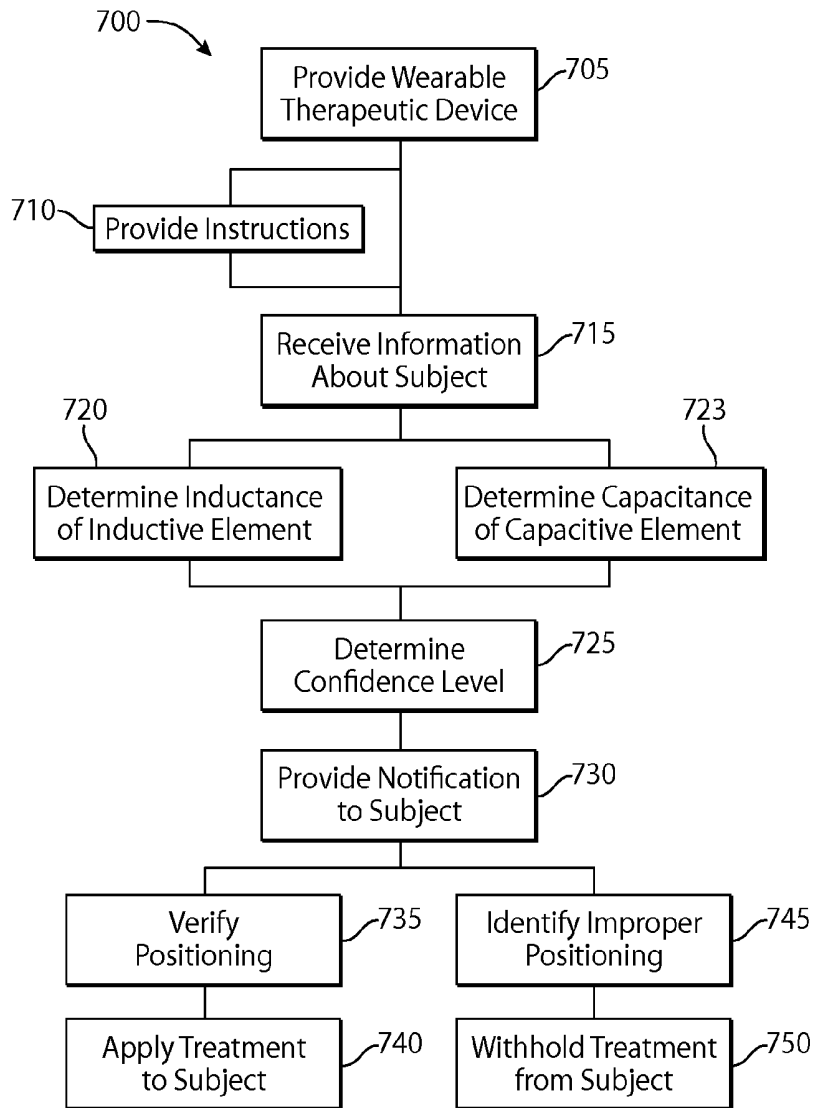 700
Provide Wearable
Therapeutic Device
705
710
Provide Instructions
Receive Information
About Subject
715
720
Determine Inductance
of Inductive Element
723
Determine Capacitance
of Capacitive Element
Determine
Confidence Level
725
Provide Notification
to Subject
730
Verify
Positioning
735
Identify Improper
Positioning
745
Apply Treatment
to Subject
740
Withhold Treatment
from Subject
750